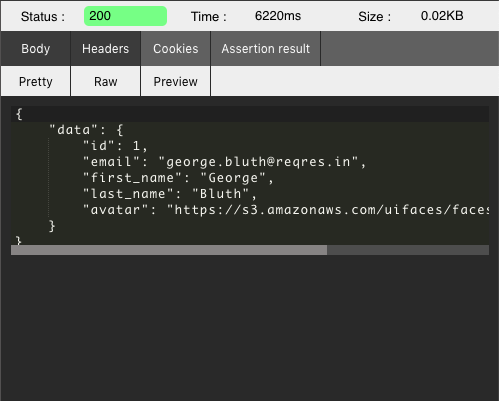 Status : 200 Time : 6220ms Size : 0.02KB
Body Headers Cookies Assertion result
Pretty Raw Preview
{
    "data": {
        "id": 1,
        "email": "george.bluth@reqres.in",
        "first_name": "George",
        "last_name": "Bluth",
        "avatar": "https://s3.amazonaws.com/uifaces/faces
    }
}